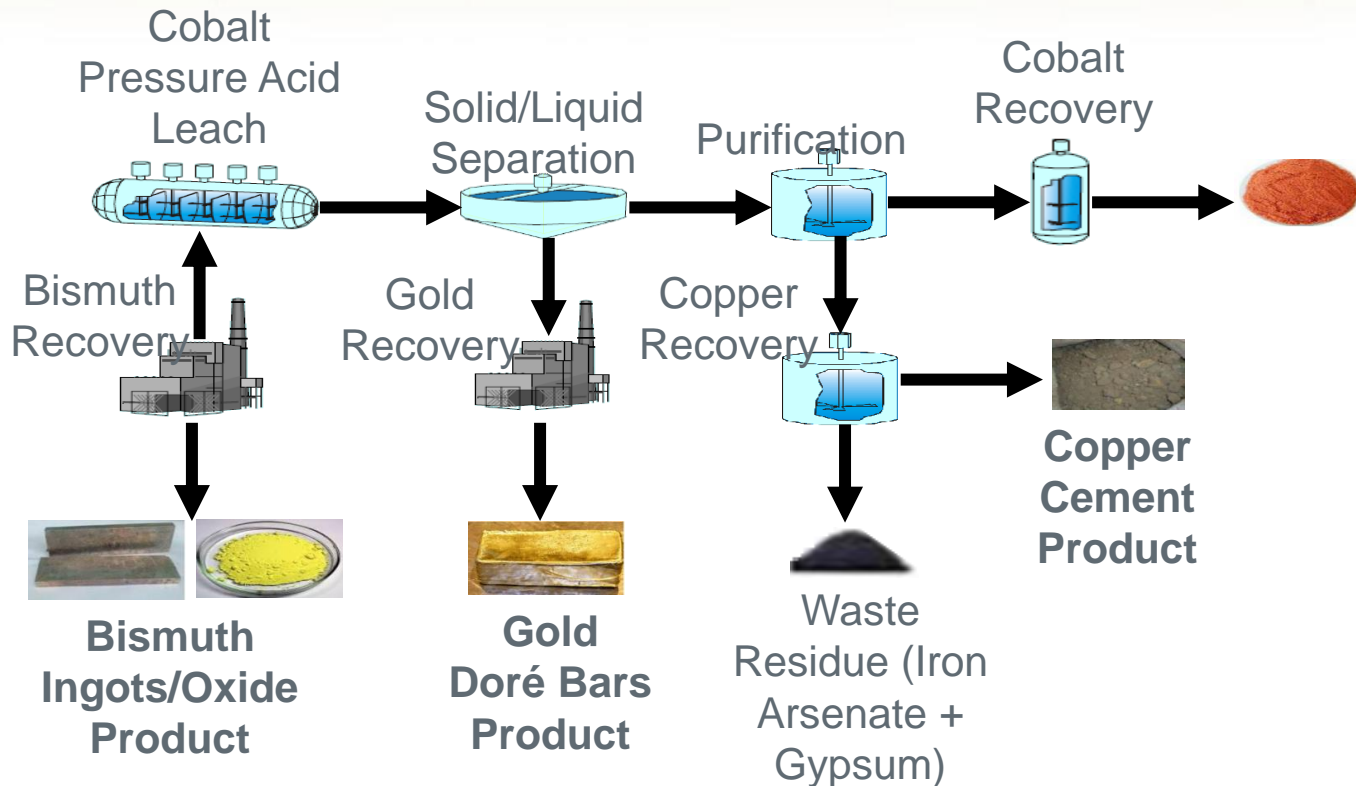 Cobalt
Pressure Acid
Leach
Solid/Liquid
Separation
Purification
Cobalt
Recovery
Bismuth
Recovery
Gold
Recovery
Copper
Recovery
Bismuth
Ingots/Oxide
Product
Gold
Doré Bars
Product
Waste
Residue (Iron
Arsenate +
Gypsum)
Copper
Cement
Product